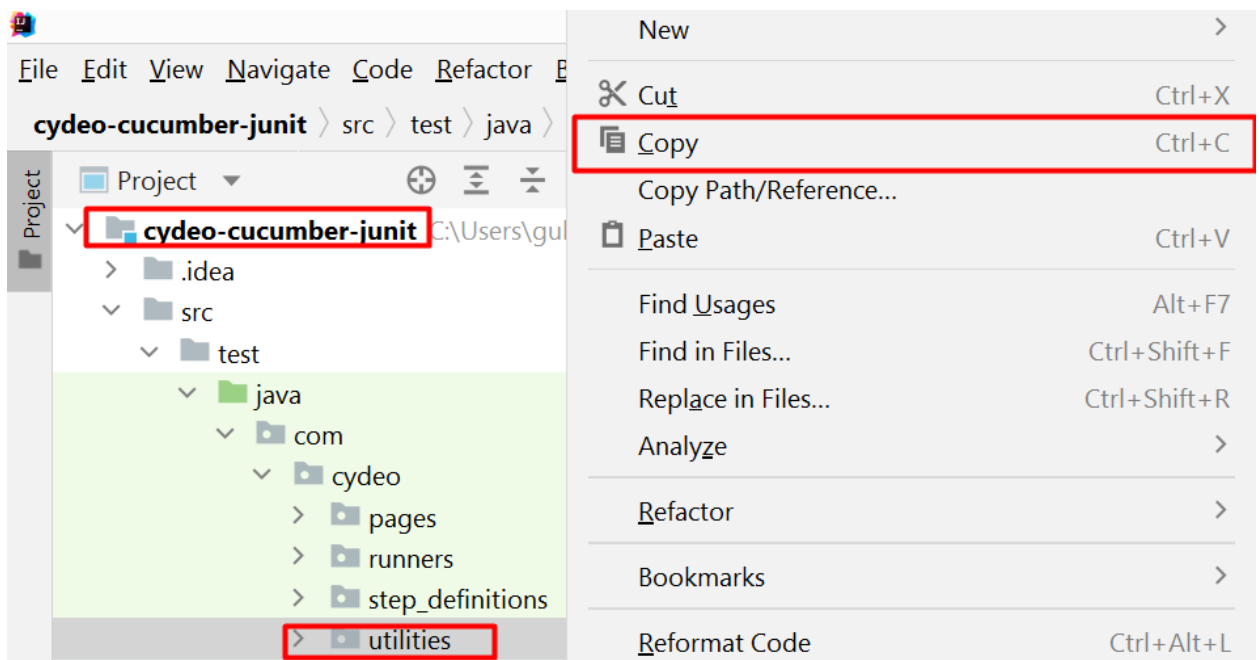 File Edit View Navigate Code Refactor
cydeo-cucumber-junit src test java
Project
Project
cydeo-cucumber-junit C:\Users\gul
.idea
src
test
java
com
cydeo
pages
runners
step_definitions
utilities
New
Cut Ctrl+X
Copy Ctrl+C
Copy Path/Reference...
Paste Ctrl+V
Find Usages Alt+F7
Find in Files... Ctrl+Shift+F
Replace in Files... Ctrl+Shift+R
Analyze
Refactor
Bookmarks
Reformat Code Ctrl+Alt+L